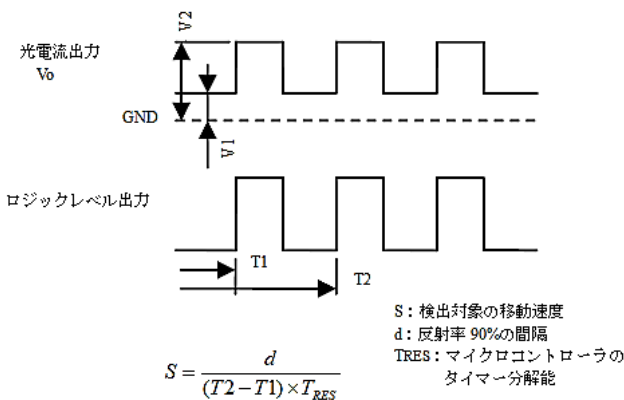 V2
光電流出力
Vo
GND
V1
ロジックレベル出力
T1
T2
S：検出対象の移動速度
d：反射率 90%の間隔
TRES：マイクロコントローラの
タイマー分解能
S = d / (T2−T1)×T_RES